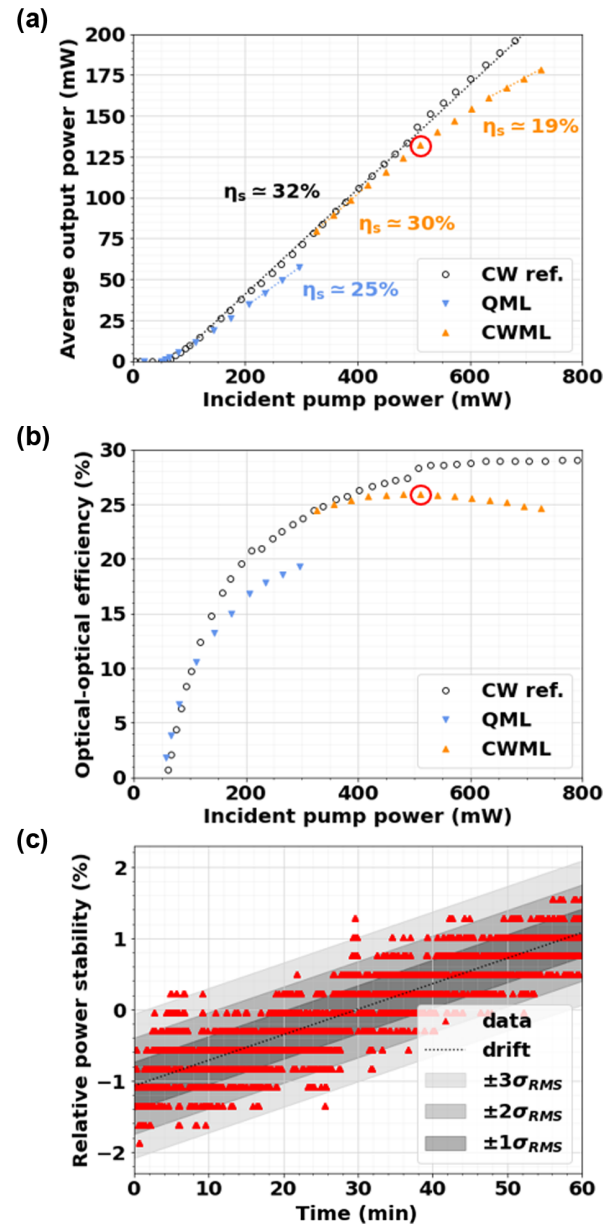 (a)
200
175
150
125
100
75
50
25
0
Average output power (mW)
ηs ≃ 19%
ηs ≃ 32%
ηs ≃ 30%
ηs ≃ 25%
CW ref.
QML
CWML
200 400 600 800
Incident pump power (mW)
(b)
30
25
20
15
10
5
0
Optical-optical efficiency (%)
CW ref.
QML
CWML
0 200 400 600 800
Incident pump power (mW)
(c)
2
1
0
−1
−2
Relative power stability (%)
data
drift
±3σRMS
±2σRMS
±1σRMS
0 10 20 30 40 50 60
Time (min)